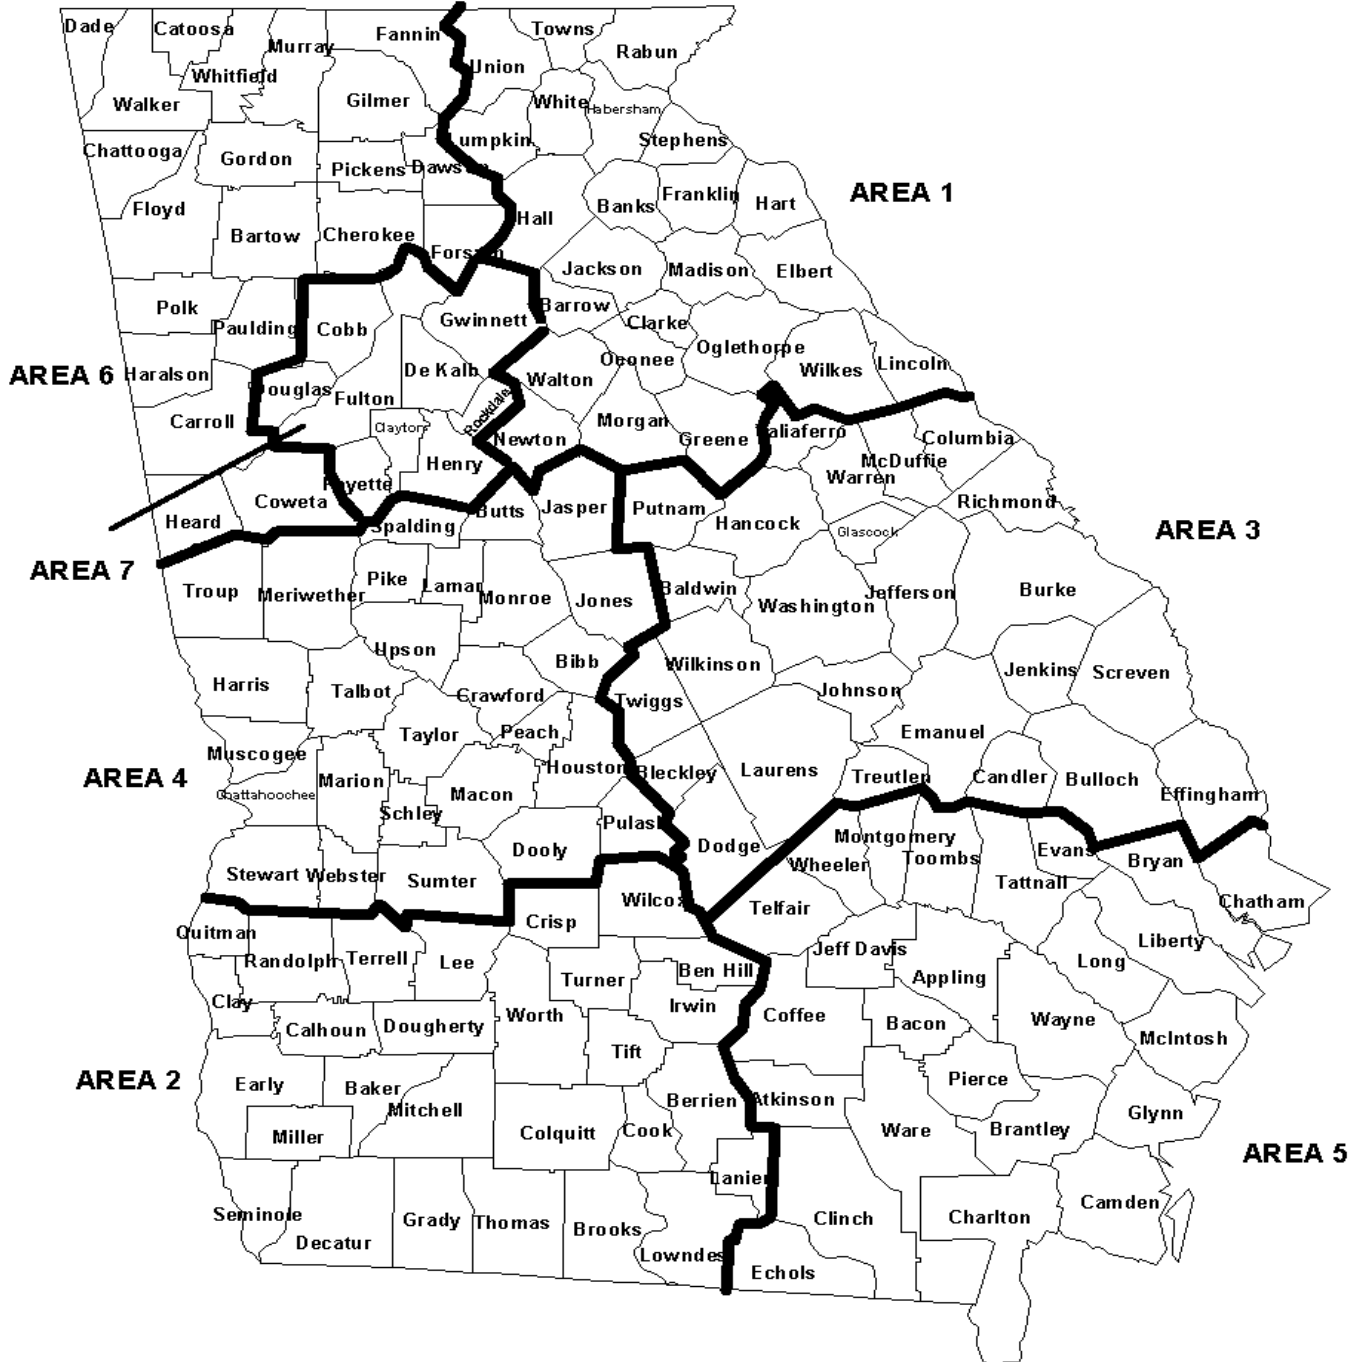 Dade
Catoosa
Murray
Fannin
Towns
Rabun
Union
Whitfield
Walker
Gilmer
White
Habersham
Lumpkin
Stephens
Chattooga
Gordon
Pickens
Dawson
AREA 1
Banks
Franklin
Hart
Floyd
Bartow
Cherokee
Hall
Forsyth
Jackson
Madison
Elbert
Polk
Paulding
Cobb
Gwinnett
Barrow
Clarke
Oglethorpe
Oconee
Wilkes
Lincoln
AREA 6
Haralson
Douglas
Fulton
De Kalb
Walton
Carroll
Clayton
Rockdale
Newton
Morgan
Greene
Taliaferro
Columbia
McDuffie
Warren
Henry
Fayette
Coweta
Heard
Spalding
Butts
Jasper
Putnam
Hancock
Glascock
Richmond
AREA 3
AREA 7
Troup
Meriwether
Pike
Lamar
Monroe
Jones
Baldwin
Washington
Jefferson
Burke
Upson
Bibb
Wilkinson
Jenkins
Screven
Harris
Talbot
Crawford
Twiggs
Johnson
Muscogee
Taylor
Peach
Emanuel
AREA 4
Chattahoochee
Marion
Schley
Macon
Houston
Bleckley
Laurens
Treutlen
Candler
Bulloch
Effingham
Pulaski
Dooly
Dodge
Montgomery
Wheeler
Toombs
Evans
Bryan
Stewart
Webster
Sumter
Tattnall
Chatham
Wilcox
Crisp
Telfair
Quitman
Randolph
Terrell
Lee
Turner
Ben Hill
Jeff Davis
Appling
Long
Liberty
Clay
Calhoun
Dougherty
Worth
Irwin
Coffee
Bacon
Wayne
McIntosh
Tift
AREA 2
Early
Baker
Mitchell
Berrien
Atkinson
Pierce
Glynn
Miller
Colquitt
Cook
Ware
Brantley
AREA 5
Lanier
Seminole
Decatur
Grady
Thomas
Brooks
Lowndes
Clinch
Echols
Charlton
Camden